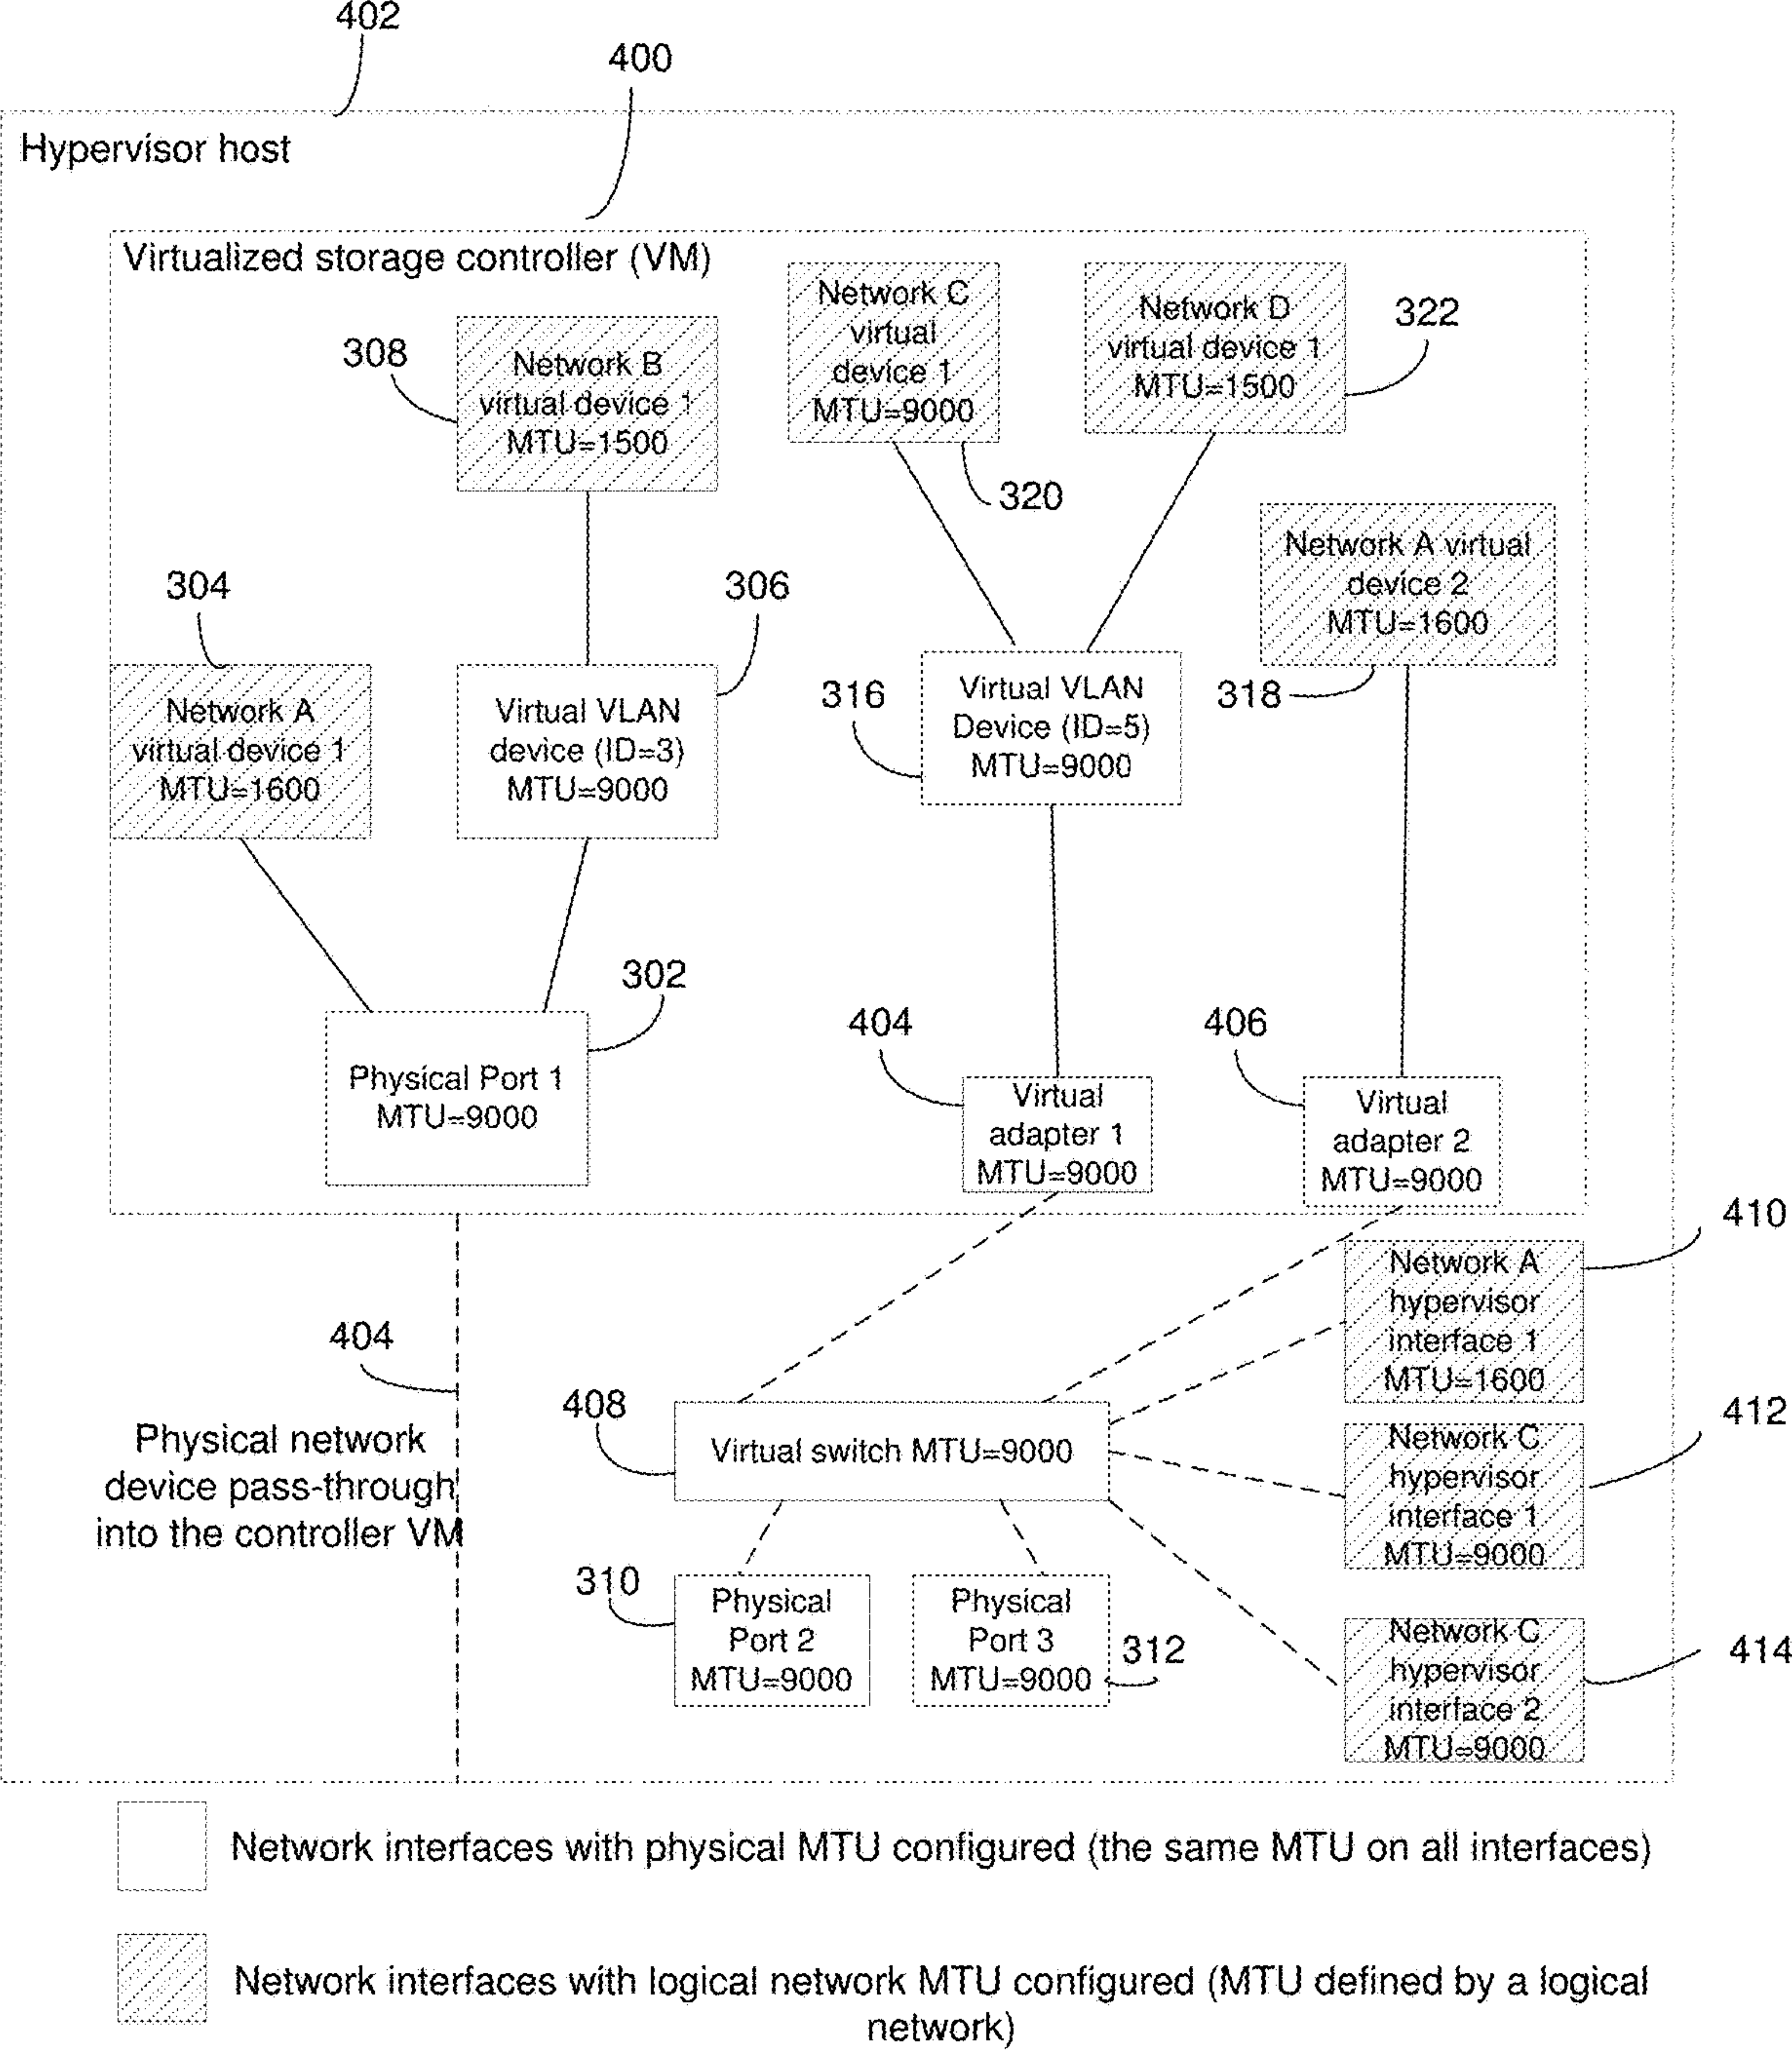 402
400
Hypervisor host
Virtualized storage controller (VM)
308
Network B
virtual device 1
MTU=1500
Network C
virtual
device 1
MTU=9000
320
Network D
virtual device 1
MTU=1500
322
304
Network A
virtual device 1
MTU=1600
306
Virtual VLAN
device (ID=3)
MTU=9000
316
Virtual VLAN
Device (ID=5)
MTU=9000
Network A virtual
device 2
MTU=1600
318
302
Physical Port 1
MTU=9000
404
Virtual
adapter 1
MTU=9000
406
Virtual
adapter 2
MTU=9000
410
Network A
hypervisor
interface 1
MTU=1600
404
Physical network
device pass-through
into the controller VM
408
Virtual switch MTU=9000
412
Network C
hypervisor
interface 1
MTU=9000
310
Physical
Port 2
MTU=9000
Physical
Port 3
MTU=9000
312
414
Network C
hypervisor
interface 2
MTU=9000
Network interfaces with physical MTU configured (the same MTU on all interfaces)
Network interfaces with logical network MTU configured (MTU defined by a logical
network)